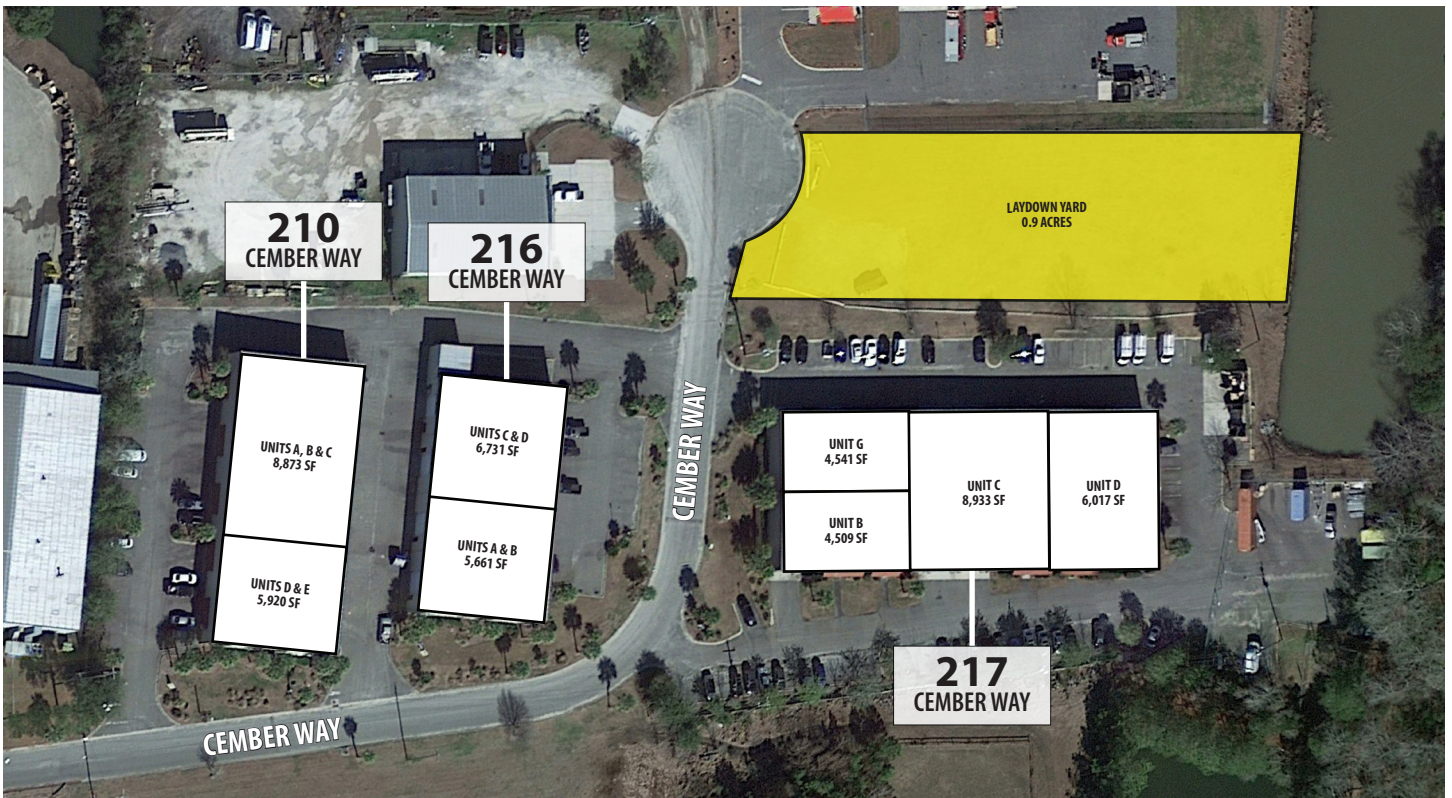 LAYDOWN YARD
0.9 ACRES
210
CEMBER WAY
216
CEMBER WAY
UNITS A, B & C
8,873 SF
UNITS D & E
5,920 SF
UNITS C & D
6,731 SF
UNITS A & B
5,661 SF
CEMBER WAY
UNIT G
4,541 SF
UNIT B
4,509 SF
UNIT C
8,933 SF
UNIT D
6,017 SF
217
CEMBER WAY
CEMBER WAY